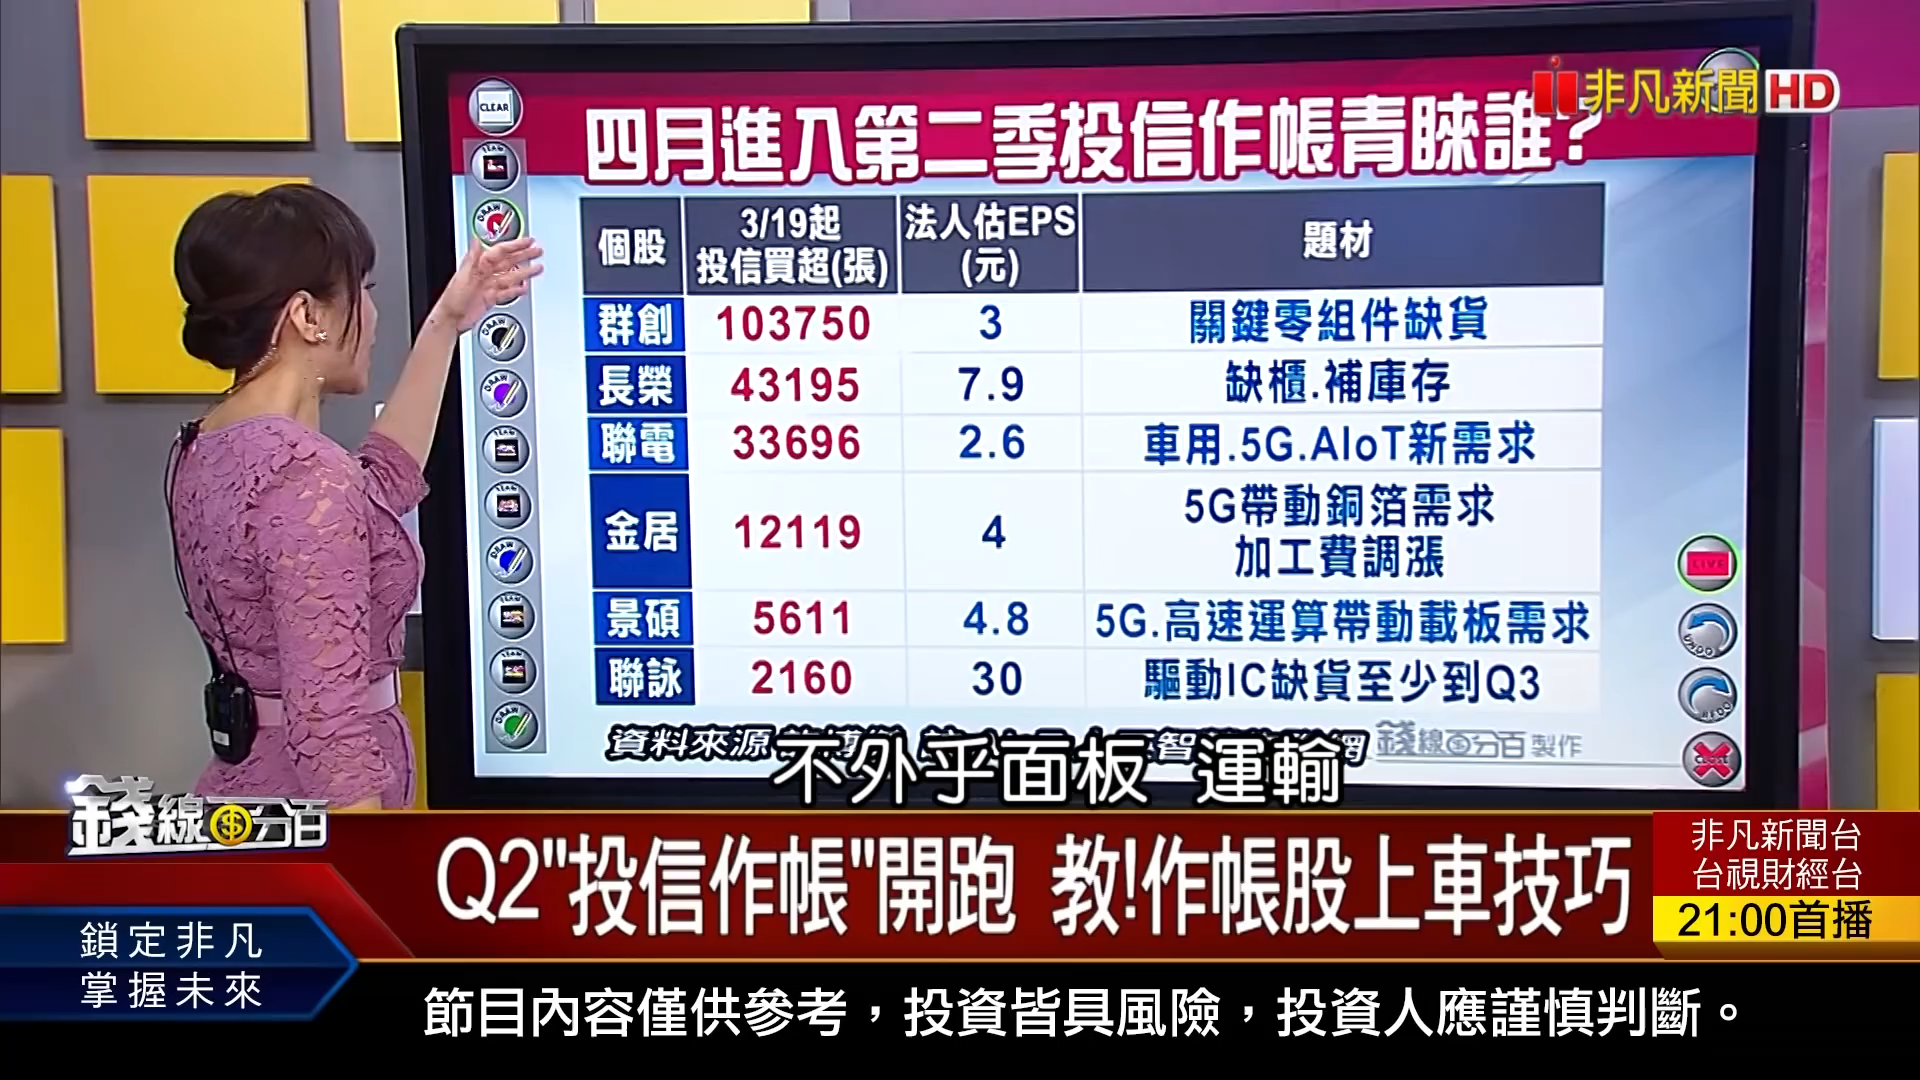 非凡新聞HD
四月進入第二季投信作帳青睞誰?
個股
3/19起
投信買超(張)
法人估EPS
(元)
題材
群創 103750 3 關鍵零組件缺貨
長榮 43195 7.9 缺櫃.補庫存
聯電 33696 2.6 車用.5G.AIoT新需求
金居 12119 4 5G帶動銅箔需求
加工費調漲
景碩 5611 4.8 5G.高速運算帶動載板需求
聯詠 2160 30 驅動IC缺貨至少到Q3
資料來源
錢線百分百 製作
CLEAR
DRAW
DRAW
DRAW
DRAW
DRAW
LIVE
UNDO
REDO
CLOSE
不外乎面板 運輸
錢線百分百
Q2"投信作帳"開跑 教!作帳股上車技巧
非凡新聞台
台視財經台
21:00首播
鎖定非凡
掌握未來
節目內容僅供參考，投資皆具風險，投資人應謹慎判斷。